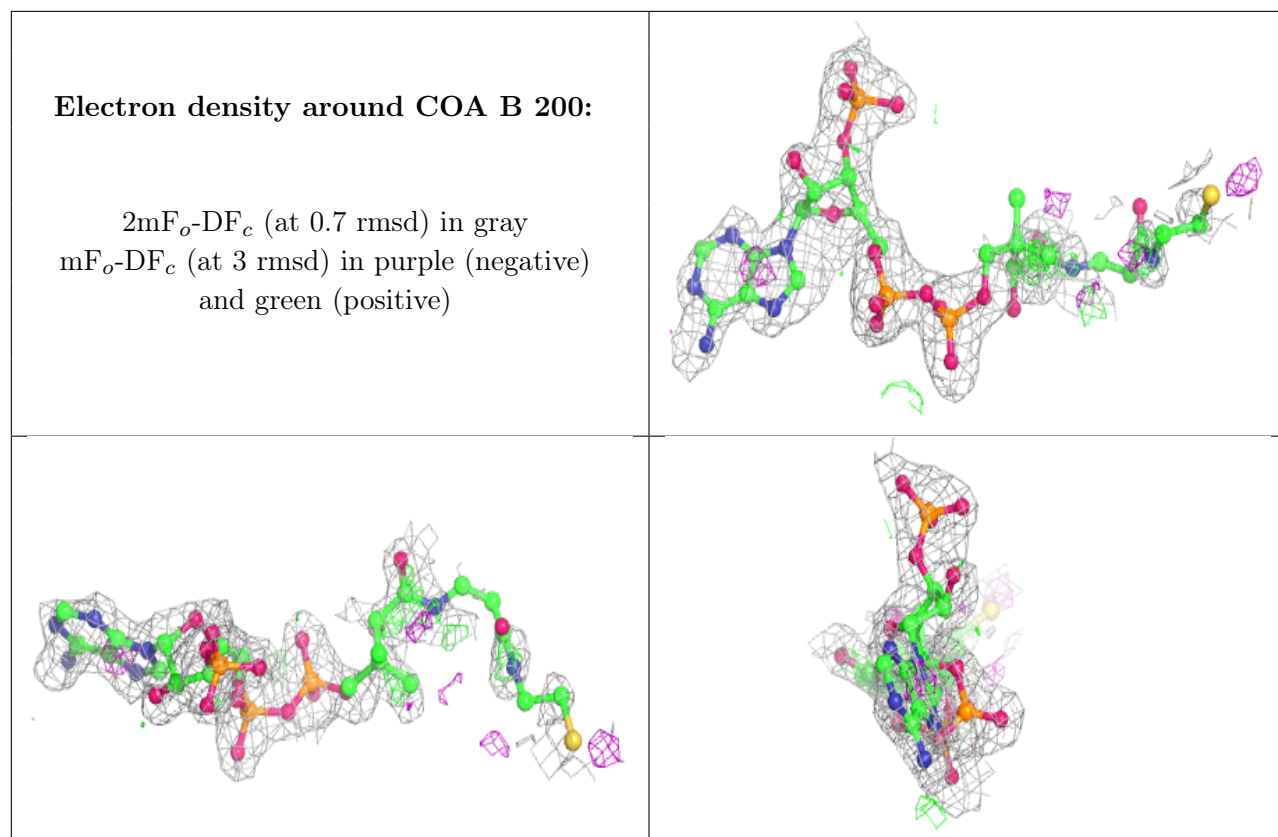 Electron density around COA B 200:
2mFo-DFc (at 0.7 rmsd) in gray
mFo-DFc (at 3 rmsd) in purple (negative)
and green (positive)